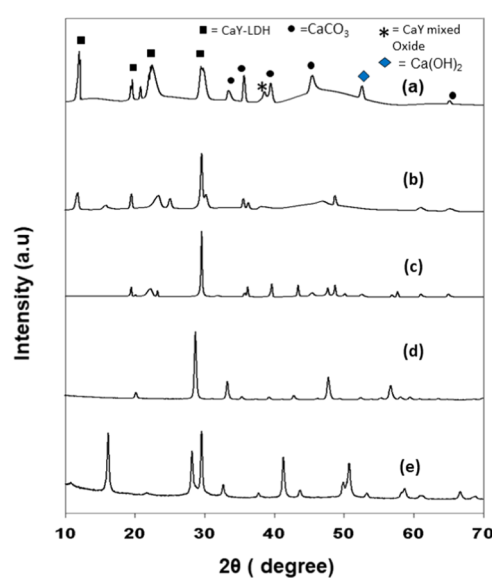 = CaY-LDH =CaCO3 = CaY mixed
Oxide
= Ca(OH)2
*
(a)
(b)
(c)
(d)
(e)
Intensity (a.u)
10 20 30 40 50 60 70
2θ ( degree)